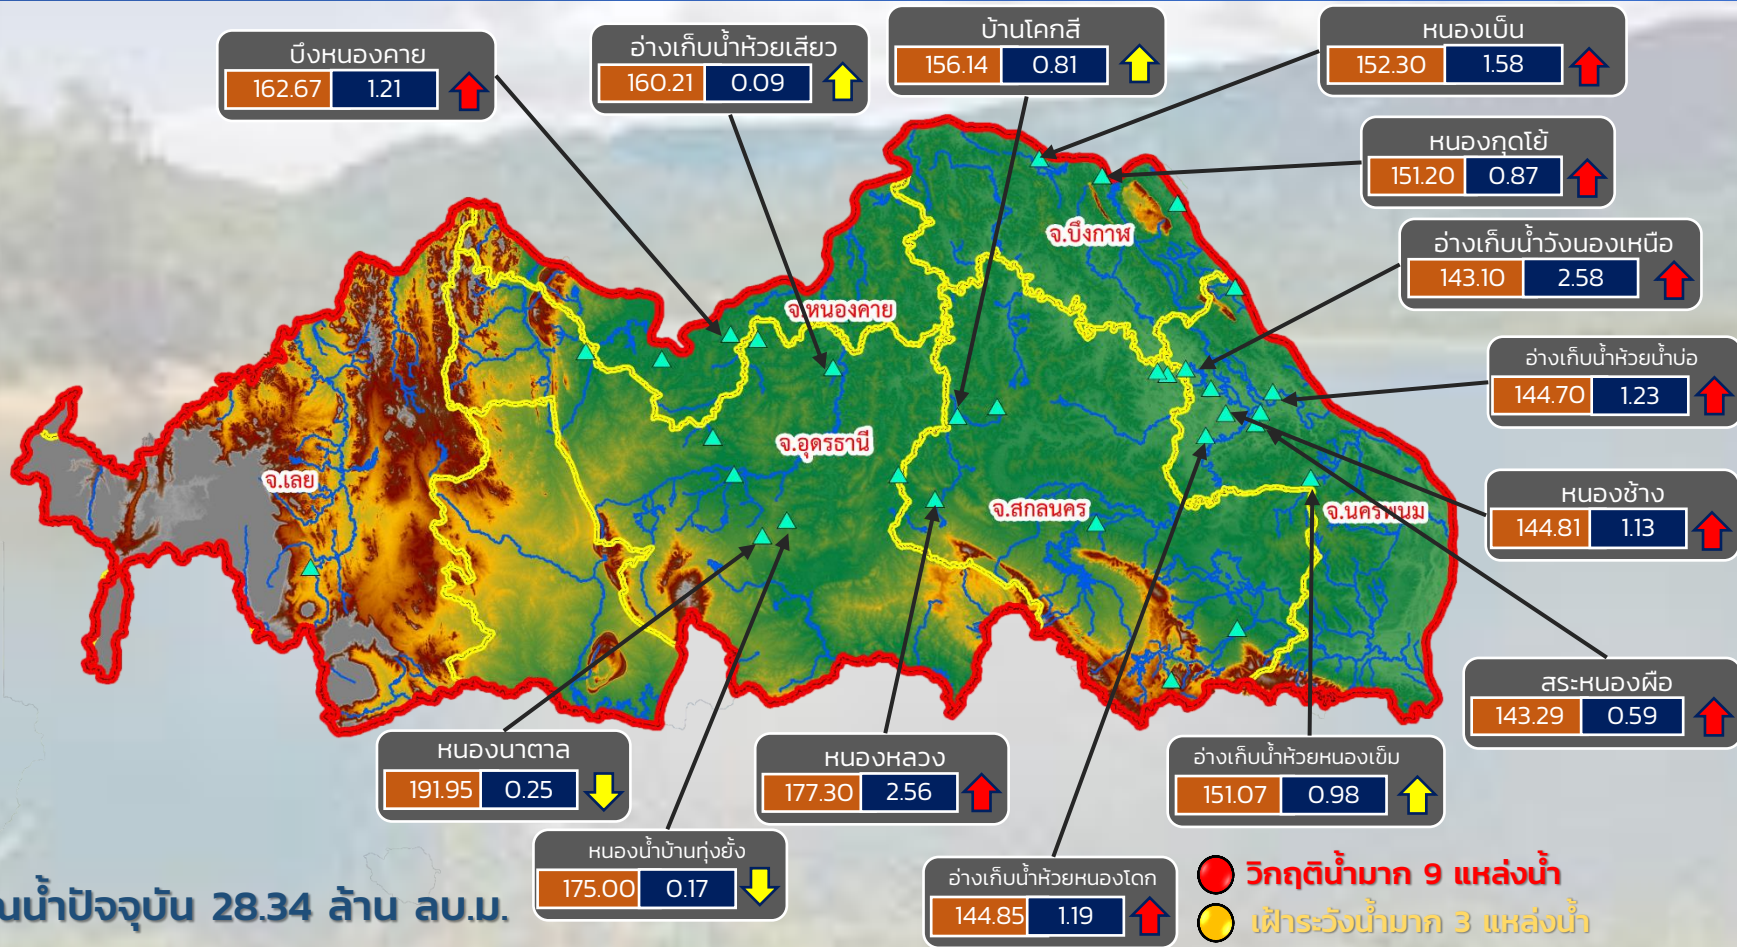 บึงหนองคาย
162.67 1.21
อ่างเก็บน้ำห้วยเสียว
160.21 0.09
บ้านโคกสี
156.14 0.81
หนองเบ็น
152.30 1.58
หนองกุดโย้
151.20 0.87
อ่างเก็บน้ำวังนองเหนือ
143.10 2.58
อ่างเก็บน้ำห้วยน้ำบ่อ
144.70 1.23
หนองช้าง
144.81 1.13
สระหนองผือ
143.29 0.59
จ.บึงกาฬ
จ.หนองคาย
จ.อุดรธานี
จ.เลย
จ.สกลนคร
จ.นครพนม
หนองนาตาล
191.95 0.25
หนองหลวง
177.30 2.56
อ่างเก็บน้ำห้วยหนองเข็ม
151.07 0.98
หนองน้ำบ้านทุ่งยั้ง
175.00 0.17
อ่างเก็บน้ำห้วยหนองโดก
144.85 1.19
น้ำปัจจุบัน 28.34 ล้าน ลบ.ม.
วิกฤติน้ำมาก 9 แหล่งน้ำ
เฝ้าระวังน้ำมาก 3 แหล่งน้ำ